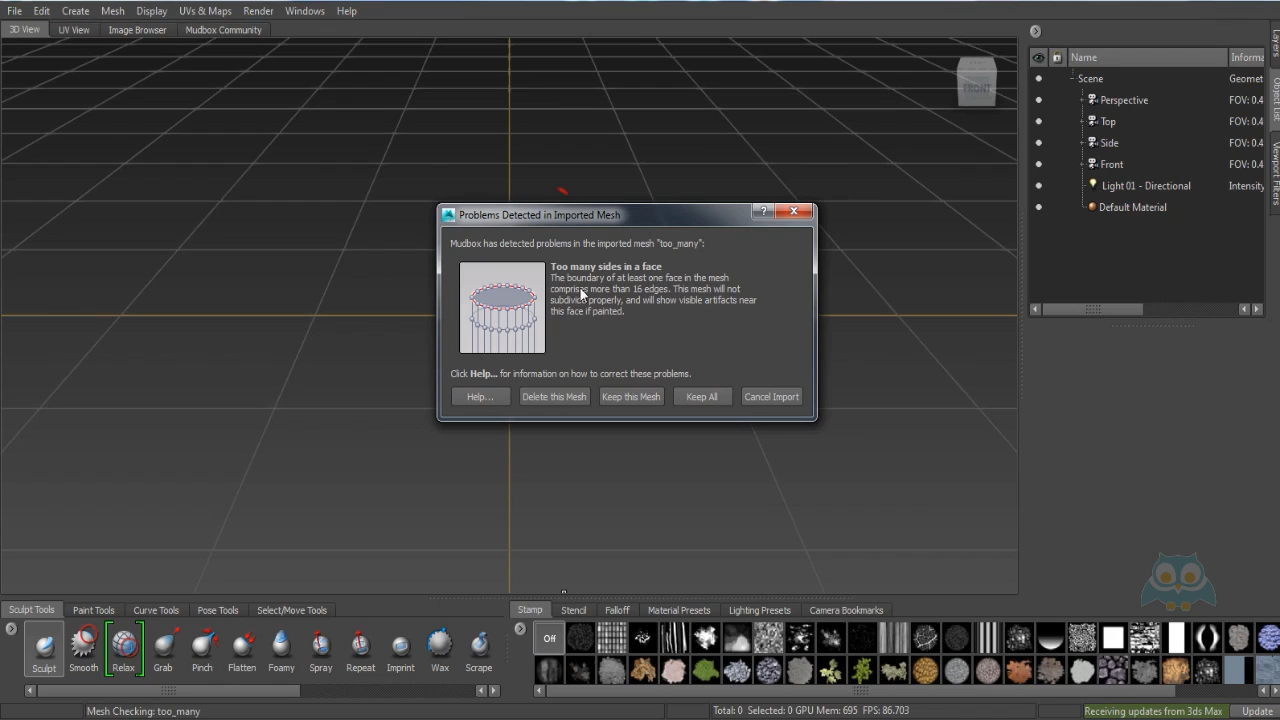 File Edit Create Mesh Display UVs & Maps Render Windows Help
3D View UV View Image Browser Mudbox Community
FRONT
Name Informa
Scene Geomet
Perspective FOV: 0.4
Top FOV: 0.4
Side FOV: 0.4
Front FOV: 0.4
Light 01 - Directional Intensity
Default Material
Layers
Object List
Viewport Filters
Problems Detected in Imported Mesh
?
Mudbox has detected problems in the imported mesh "too_many":
Too many sides in a face
The boundary of at least one face in the mesh
comprises more than 16 edges. This mesh will not
subdivide properly, and will show visible artifacts near
this face if painted.
Click Help... for information on how to correct these problems.
Help... Delete this Mesh Keep this Mesh Keep All Cancel Import
Sculpt Tools Paint Tools Curve Tools Pose Tools Select/Move Tools
Sculpt Smooth Relax Grab Pinch Flatten Foamy Spray Repeat Imprint Wax Scrape
Stamp Stencil Falloff Material Presets Lighting Presets Camera Bookmarks
Off
Mesh Checking: too_many
Total: 0 Selected: 0 GPU Mem: 695 FPS: 86.703
Receiving updates from 3ds Max Update